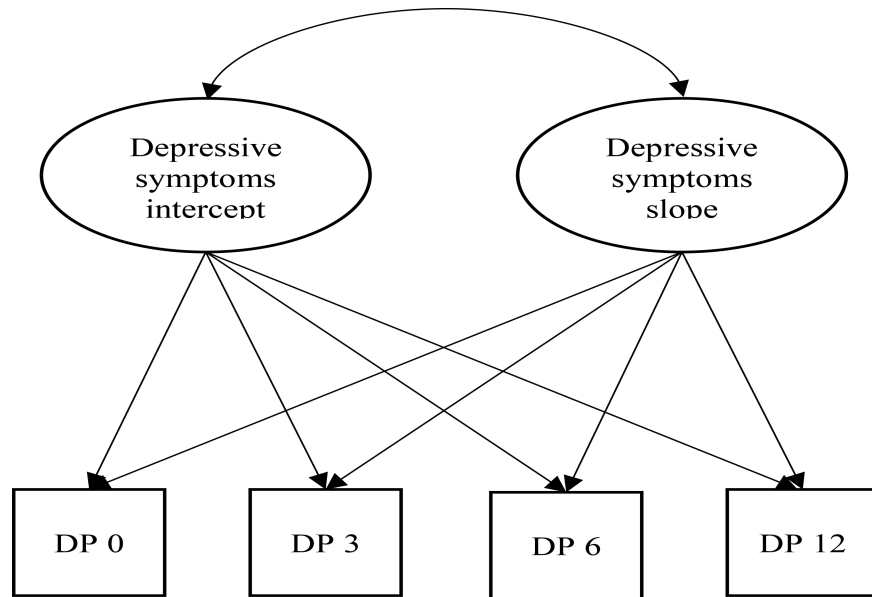 Depressive
symptoms
intercept
Depressive
symptoms
slope
DP 0
DP 3
DP 6
DP 12